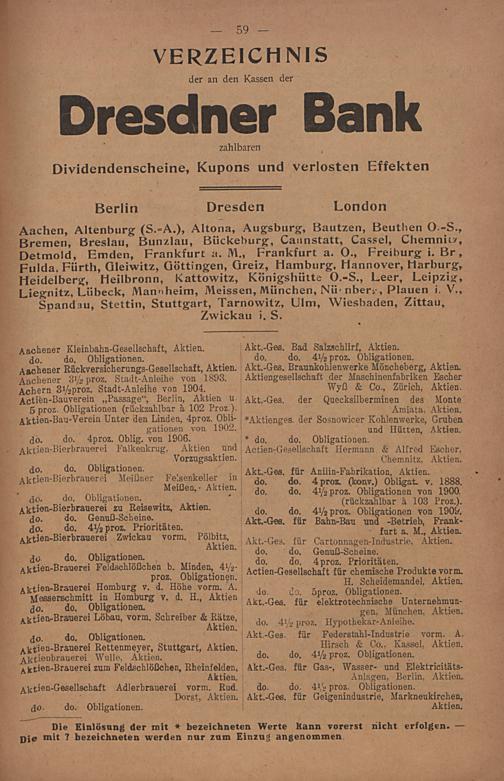 — 59 —
VERZEICHNIS
der an den Kassen der
Dresdner Bank
zahlbaren
Dividendenscheine, Kupons und verlosten Effekten
Berlin Dresden London
Aachen, Altenburg (S.-A.), Altona, Augsburg, Bautzen, Beuthen O.-S.,
Bremen, Breslau, Bunzlau, Bückeburg, Cannstatt, Cassel, Chemnitz,
Detmold, Emden, Frankfurt a. M., Frankfurt a. O., Freiburg i. Br,
Fulda, Fürth, Gleiwitz, Göttingen, Greiz, Hamburg, Hannover, Harburg,
Heidelberg, Heilbronn, Kattowitz, Königshütte O.-S., Leer, Leipzig,
Liegnitz, Lübeck, Mannheim, Meissen, München, Nürnberg, Plauen i. V.,
Spandau, Stettin, Stuttgart, Tarnowitz, Ulm, Wiesbaden, Zittau,
Zwickau i. S.
Aachener Kleinbahn-Gesellschaft, Aktien.
do. do. Obligationen.
Aachener Rückversicherungs-Gesellschaft, Aktien.
Aachener 3½ proz. Stadt-Anleihe von 1893.
Achern 3½proz. Stadt-Anleihe von 1904.
Actien-Bauverein „Passage", Berlin, Aktien u
5 proz. Obligationen (rückzahlbar à 102 Proz.).
Aktien-Bau-Verein Unter den Linden, 4proz. Obli-
gationen von 1902.
do. do. 4proz. Oblig. von 1906.
Aktien-Bierbrauerei Falkenkrug, Aktien und
Vorzugsaktien.
do. do. Obligationen.
Aktien-Bierbrauerei Meißner Felsenkeller in
Meißen, Aktien.
do. do. Obligationen.
Aktien-Bierbrauerei zu Reisewitz, Aktien.
do. do. Genuß-Scheine.
do. do. 4½ proz. Prioritäten.
Aktien-Bierbrauerei Zwickau vorm. Pölbitz,
Aktien.
do. do. Obligationen.
Aktien-Brauerei Feldschlößchen b. Minden, 4½-
proz. Obligationen.
Aktien-Brauerei Homburg v. d. Höhe vorm. A.
Messerschmitt in Homburg v. d. H., Aktien
do. do. Obligationen.
Aktien-Brauerei Löbau, vorm. Schreiber & Rätze,
Aktien.
do. do. Obligationen.
Aktien-Brauerei Rettenmeyer, Stuttgart, Aktien.
Aktienbrauerei Wulle, Aktien.
Aktien-Brauerei zum Feldschlößchen, Rheinfelden,
Aktien.
Aktien-Gesellschaft Adlerbrauerei vorm. Rud.
Dorst, Aktien.
do. do. Obligationen.
Akt.-Ges. Bad Salzschlirf, Aktien.
do. do. 4½ proz. Obligationen.
Akt.-Ges. Braunkohlenwerke Möncheberg, Aktien.
Aktiengesellschaft der Maschinenfabriken Escher
Wyß & Co., Zürich, Aktien.
Akt.-Ges. der Quecksilberminen des Monte
Amiata, Aktien.
*Aktienges. der Sosnowicer Kohlenwerke, Gruben
und Hütten, Aktien.
* do. do. Obligationen.
Actien-Gesellschaft Hermann & Alfred Escher,
Chemnitz, Aktien.
Akt.-Ges. für Anilin-Fabrikation, Aktien.
do. do. 4 proz. (konv.) Obligat. v. 1888.
do. do. 4½ proz. Obligationen von 1900.
(rückzahlbar à 103 Proz.).
do. do. 4½ proz. Obligationen von 1909.
Akt.-Ges. für Bahn-Bau und -Betrieb, Frank-
furt a. M., Aktien.
Akt.-Ges. für Cartonnagen-Industrie, Aktien.
do. do. Genuß-Scheine.
do. do. 4 proz. Prioritäten.
Actien-Gesellschaft für chemische Produkte vorm.
H. Scheidemandel, Aktien.
do. do. 5proz. Obligationen.
Akt.-Ges. für elektrotechnische Unternehmun-
gen, München, Aktien.
do. 4½ proz. Hypothekar-Anleihe.
Akt.-Ges. für Federstahl-Industrie vorm. A.
Hirsch & Co., Kassel, Aktien.
do. do. 4½ proz. Obligationen.
Akt.-Ges. für Gas-, Wasser- und Elektricitäts-
Anlagen, Berlin, Aktien.
do. do. 4½ proz. Obligationen.
Akt.-Ges. für Geigenindustrie, Markneukirchen,
Aktien.
Die Einlösung der mit * bezeichneten Werte kann vorerst nicht erfolgen. —
Die mit ? bezeichneten werden nur zum Einzug angenommen.